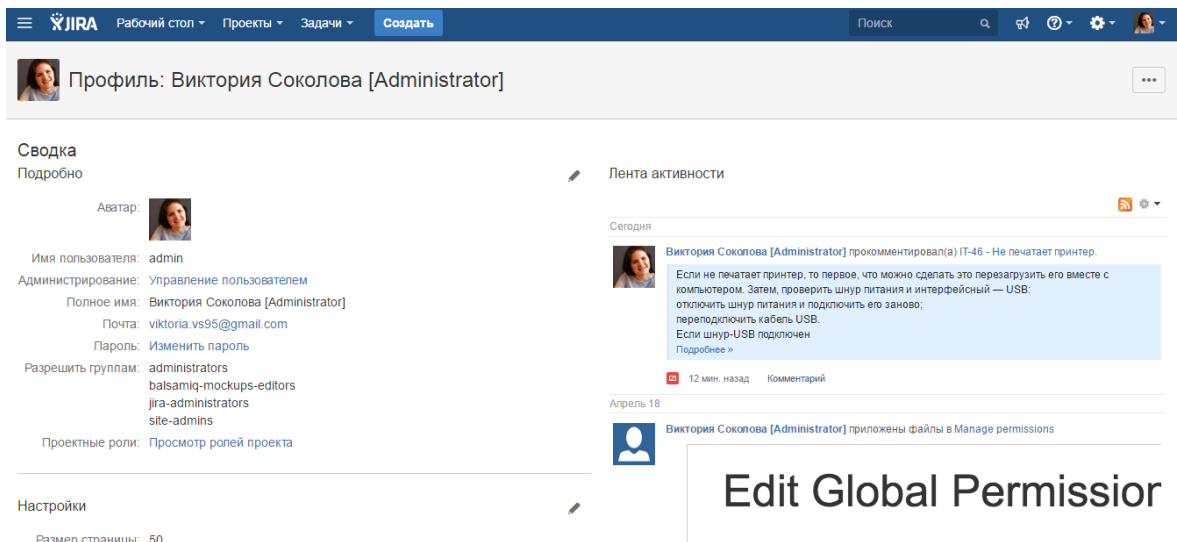 JIRA Рабочий стол Проекты Задачи Создать Поиск
Профиль: Виктория Соколова [Administrator]
Сводка
Подробно
Аватар:
Имя пользователя: admin
Администрирование: Управление пользователем
Полное имя: Виктория Соколова [Administrator]
Почта: viktoria.vs95@gmail.com
Пароль: Изменить пароль
Разрешить группам: administrators
balsamiq-mockups-editors
jira-administrators
site-admins
Проектные роли: Просмотр ролей проекта
Настройки
Размер страницы: 50
Лента активности
Сегодня
Виктория Соколова [Administrator] прокомментировал(а) IT-46 - Не печатает принтер.
Если не печатает принтер, то первое, что можно сделать это перезагрузить его вместе с
компьютером. Затем, проверить шнур питания и интерфейсный — USB:
отключить шнур питания и подключить его заново;
переподключить кабель USB.
Если шнур-USB подключен
Подробнее »
12 мин. назад Комментарий
Апрель 18
Виктория Соколова [Administrator] приложены файлы в Manage permissions
Edit Global Permission